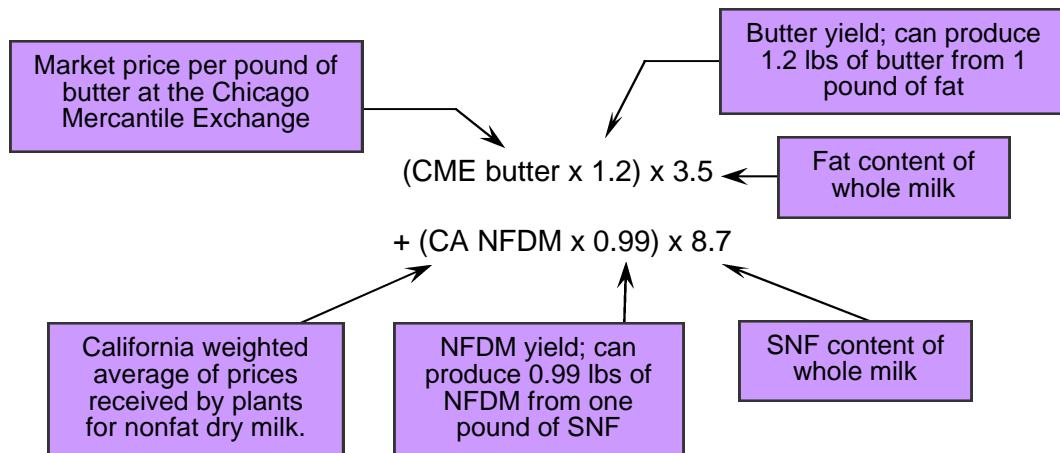 Market price per pound of
butter at the Chicago
Mercantile Exchange
Butter yield; can produce
1.2 lbs of butter from 1
pound of fat
(CME butter x 1.2) x 3.5
Fat content of
whole milk
+ (CA NFDM x 0.99) x 8.7
California weighted
average of prices
received by plants
for nonfat dry milk.
NFDM yield; can
produce 0.99 lbs of
NFDM from one
pound of SNF
SNF content of
whole milk